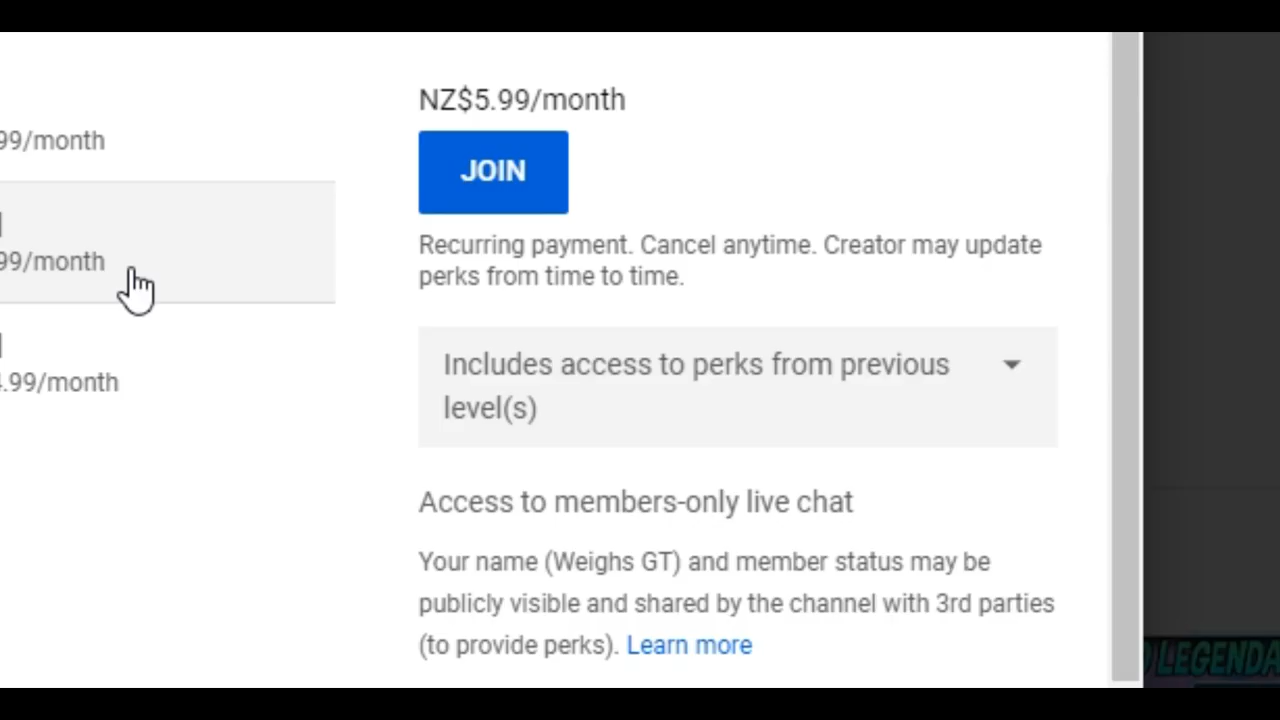 99/month
99/month
.99/month
NZ$5.99/month
JOIN
Recurring payment. Cancel anytime. Creator may update
perks from time to time.
Includes access to perks from previous
level(s)
Access to members-only live chat
Your name (Weighs GT) and member status may be
publicly visible and shared by the channel with 3rd parties
(to provide perks). Learn more
LEGENDA